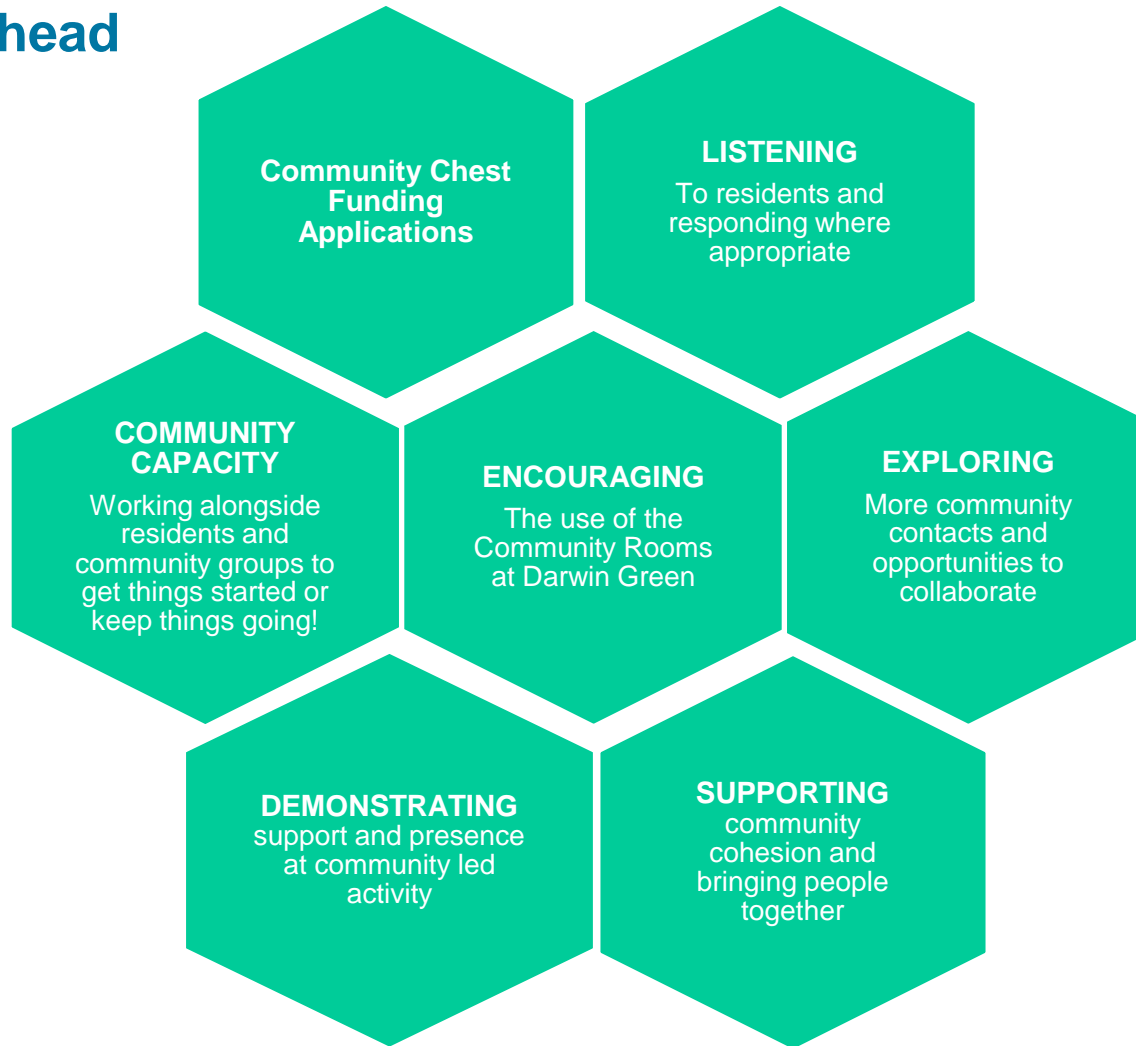 head
Community Chest
Funding
Applications
LISTENING
To residents and
responding where
appropriate
COMMUNITY
CAPACITY
Working alongside
residents and
community groups to
get things started or
keep things going!
ENCOURAGING
The use of the
Community Rooms
at Darwin Green
EXPLORING
More community
contacts and
opportunities to
collaborate
DEMONSTRATING
support and presence
at community led
activity
SUPPORTING
community
cohesion and
bringing people
together